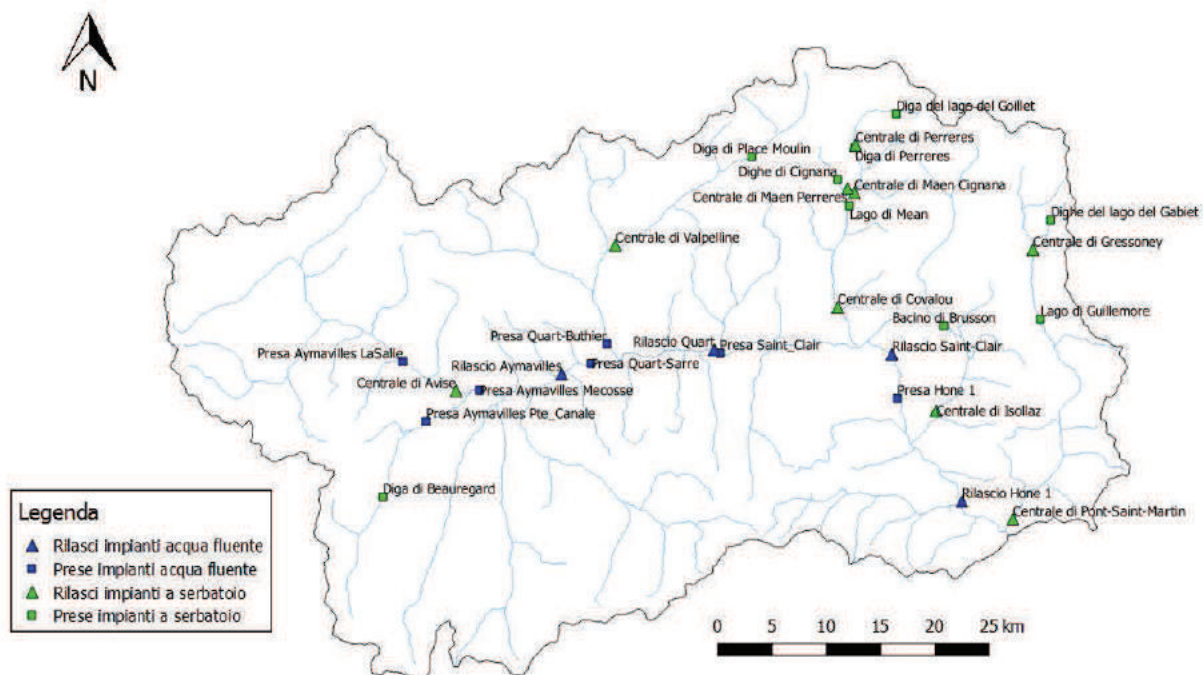 N
Diga del lago del Goillet
Centrale di Perreres
Diga di Perreres
Diga di Place Moulin
Dighe di Cignana
Centrale di Maen Cignana
Centrale di Maen Perreres
Lago di Mean
Dighe del lago del Gabiet
Centrale di Valpelline
Centrale di Gressoney
Centrale di Covalou
Bacino di Brusson
Lago di Guillemore
Presa Quart-Buthier
Rilascio Quart
Presa Saint_Clair
Rilascio Saint-Clair
Presa Aymavilles LaSalle
Rilascio Aymavilles
Presa Quart-Sarre
Centrale di Avise
Presa Aymavilles Mecosse
Presa Hone 1
Presa Aymavilles Pte_Canale
Centrale di Isollaz
Diga di Beauregard
Rilascio Hone 1
Centrale di Pont-Saint-Martin
Legenda
Rilasci impianti acqua fluente
Prese impianti acqua fluente
Rilasci impianti a serbatoio
Prese impianti a serbatoio
0 5 10 15 20 25 km